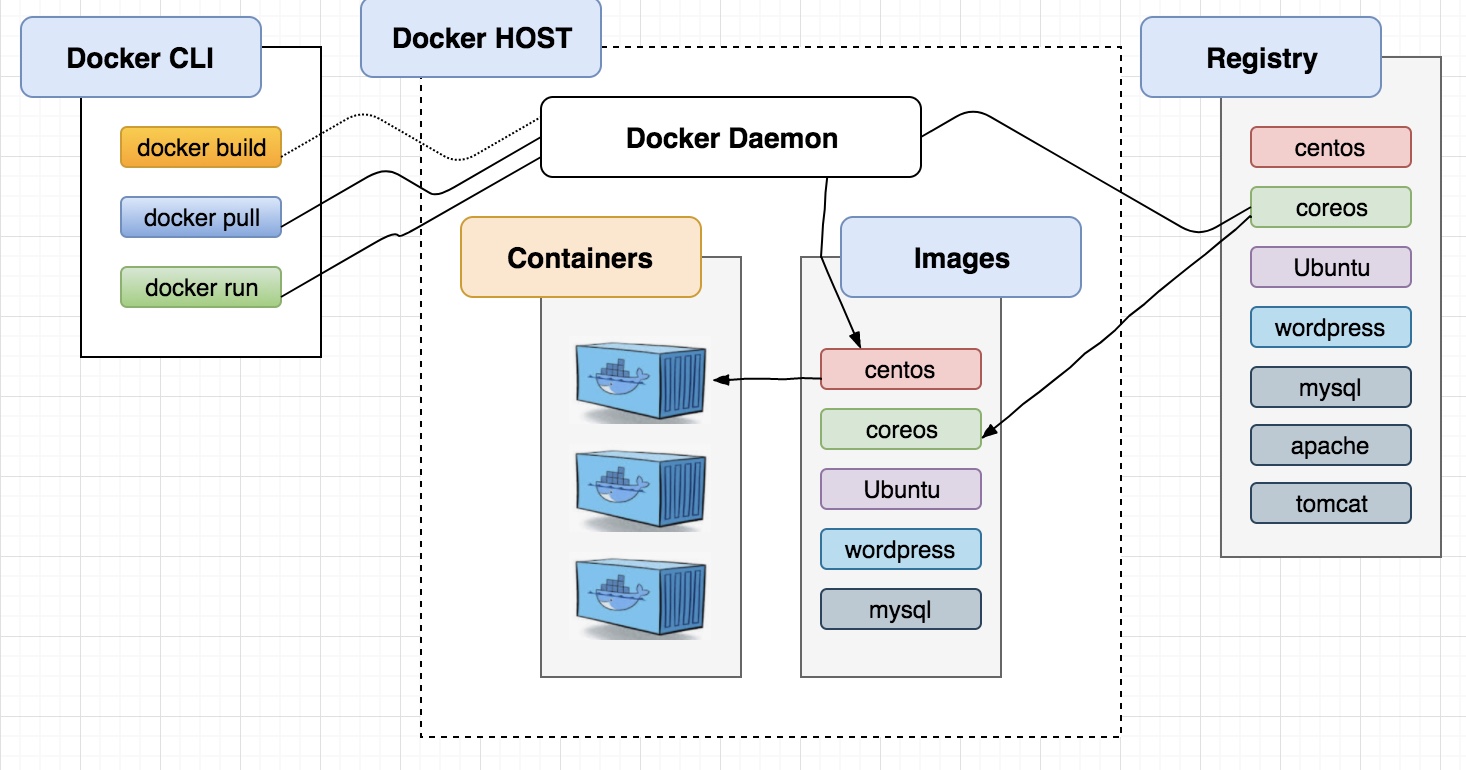 Docker CLI
docker build
docker pull
docker run
Docker HOST
Docker Daemon
Containers
Images
centos
coreos
Ubuntu
wordpress
mysql
Registry
centos
coreos
Ubuntu
wordpress
mysql
apache
tomcat